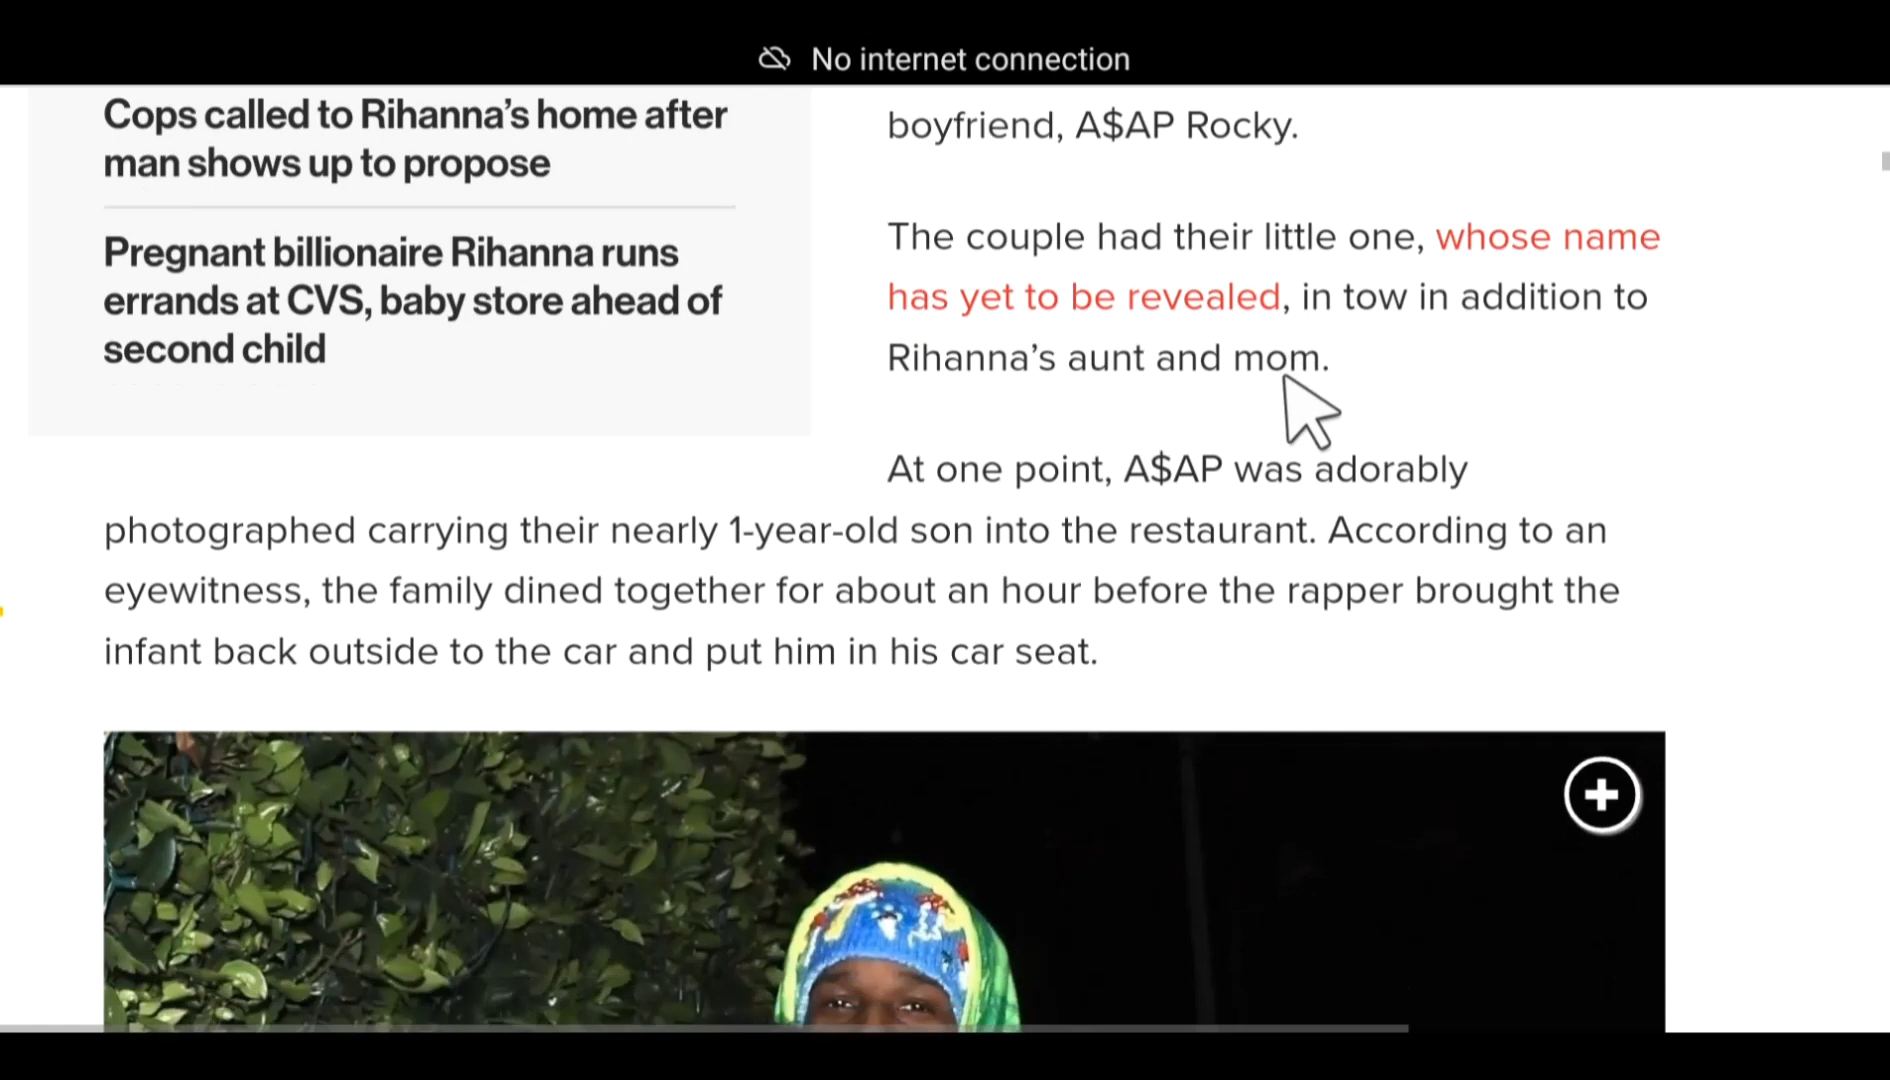 No internet connection
Cops called to Rihanna’s home after
man shows up to propose
Pregnant billionaire Rihanna runs
errands at CVS, baby store ahead of
second child
boyfriend, A$AP Rocky.
The couple had their little one, whose name
has yet to be revealed, in tow in addition to
Rihanna’s aunt and mom.
At one point, A$AP was adorably
photographed carrying their nearly 1-year-old son into the restaurant. According to an
eyewitness, the family dined together for about an hour before the rapper brought the
infant back outside to the car and put him in his car seat.